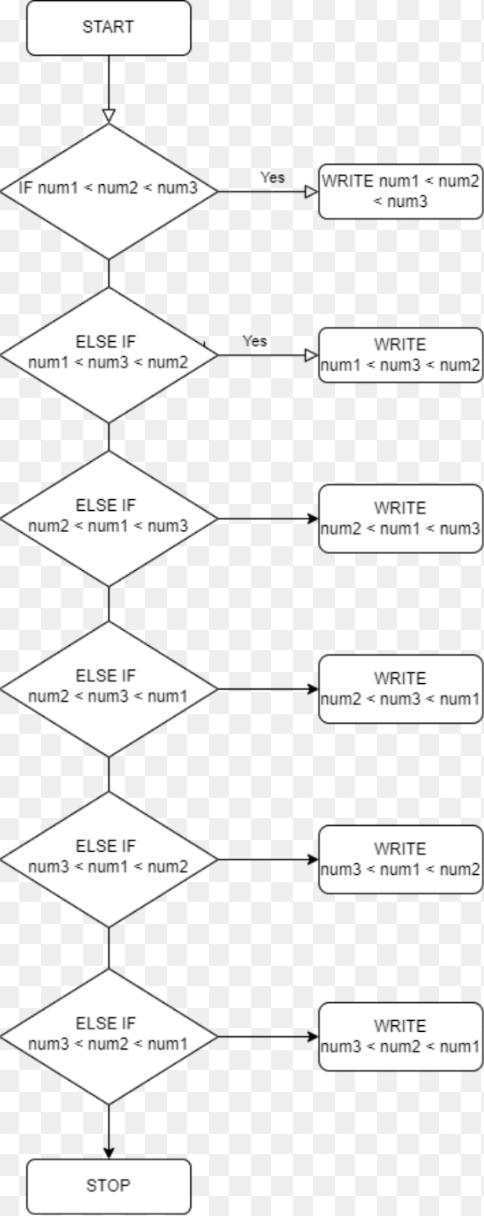 START
IF num1 < num2 < num3
Yes
WRITE num1 < num2
< num3
ELSE IF
num1 < num3 < num2
Yes
WRITE
num1 < num3 < num2
ELSE IF
num2 < num1 < num3
WRITE
num2 < num1 < num3
ELSE IF
num2 < num3 < num1
WRITE
num2 < num3 < num1
ELSE IF
num3 < num1 < num2
WRITE
num3 < num1 < num2
ELSE IF
num3 < num2 < num1
WRITE
num3 < num2 < num1
STOP